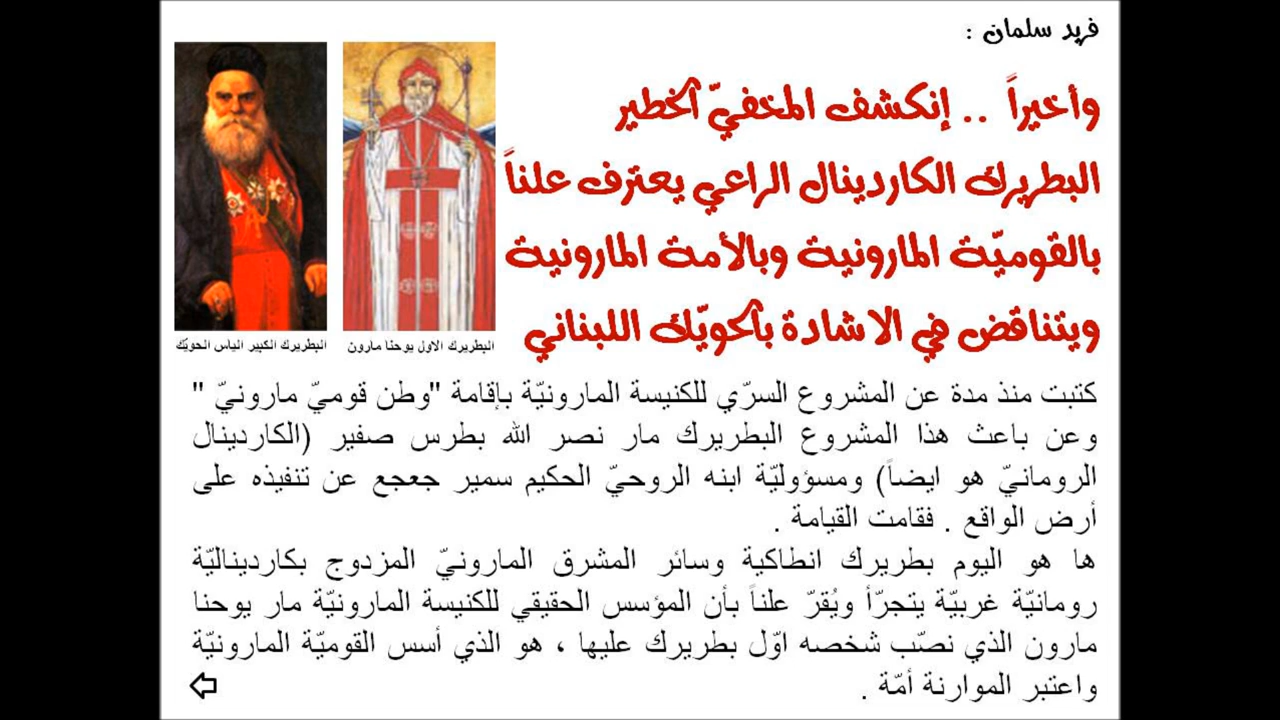 فريد سلمان :
وأخيراً .. إنكشف المخفيّ الخطير
البطريرك الكاردينال الراعي يعترف علناً
بالقوميّة المارونية وبالأمة المارونية
ويتناقض في الاشادة بالحويّك اللبناني
البطريرك الاول يوحنا مارون
البطريرك الكبير الياس الحويّك
كتبت منذ مدة عن المشروع السرّي للكنيسة المارونيّة بإقامة "وطن قوميّ مارونيّ "
وعن باعث هذا المشروع البطريرك مار نصر الله بطرس صفير (الكاردينال
الرومانيّ هو ايضاً) ومسؤوليّة ابنه الروحيّ الحكيم سمير جعجع عن تنفيذه على
أرض الواقع . فقامت القيامة .
ها هو اليوم بطريرك انطاكية وسائر المشرق المارونيّ المزدوج بكارديناليّة
رومانيّة غربيّة يتجرّأ ويُقرّ علناً بأن المؤسس الحقيقي للكنيسة المارونيّة مار يوحنا
مارون الذي نصّب شخصه اوّل بطريرك عليها ، هو الذي أسس القوميّة المارونيّة
واعتبر الموارنة أمّة .